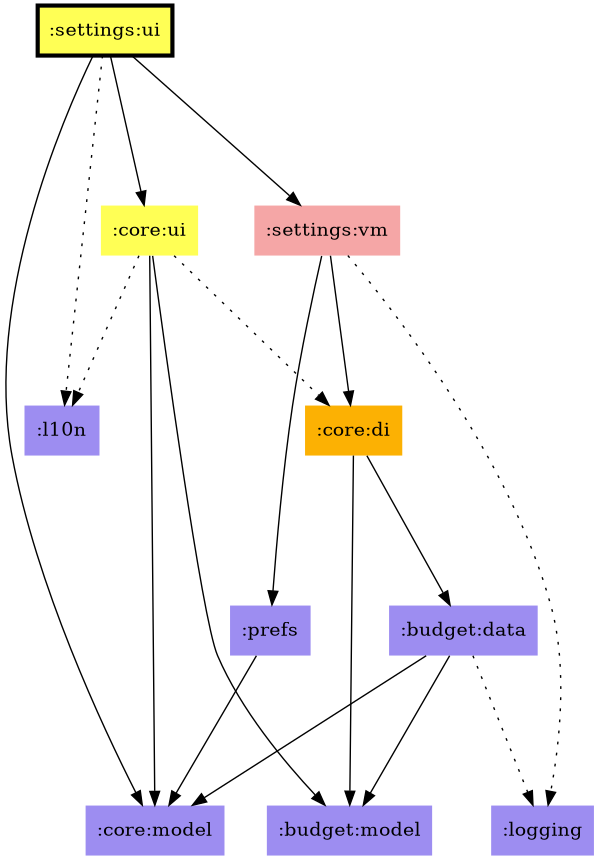 :settings:ui
:core:ui
:settings:vm
:l10n
:core:di
:prefs
:budget:data
:core:model
:budget:model
:logging